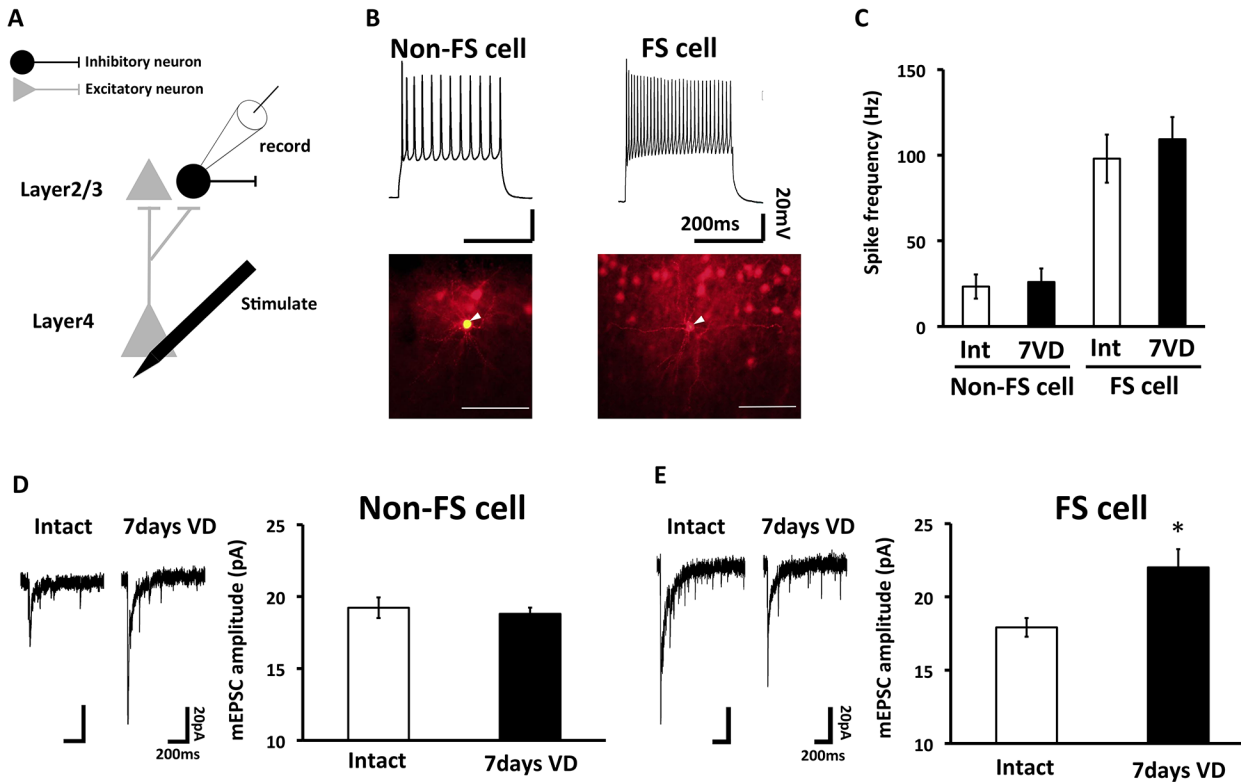 A
Inhibitory neuron
Excitatory neuron
record
Layer2/3
Layer4
Stimulate
B
Non-FS cell
FS cell
200ms
20mV
C
Spike frequency (Hz)
150
100
50
0
Int
7VD
Int
7VD
Non-FS cell
FS cell
D
Non-FS cell
Intact
7days VD
20pA
200ms
mEPSC amplitude (pA)
25
20
15
10
Intact
7days VD
E
FS cell
Intact
7days VD
20pA
200ms
mEPSC amplitude (pA)
25
20
15
10
*
Intact
7days VD